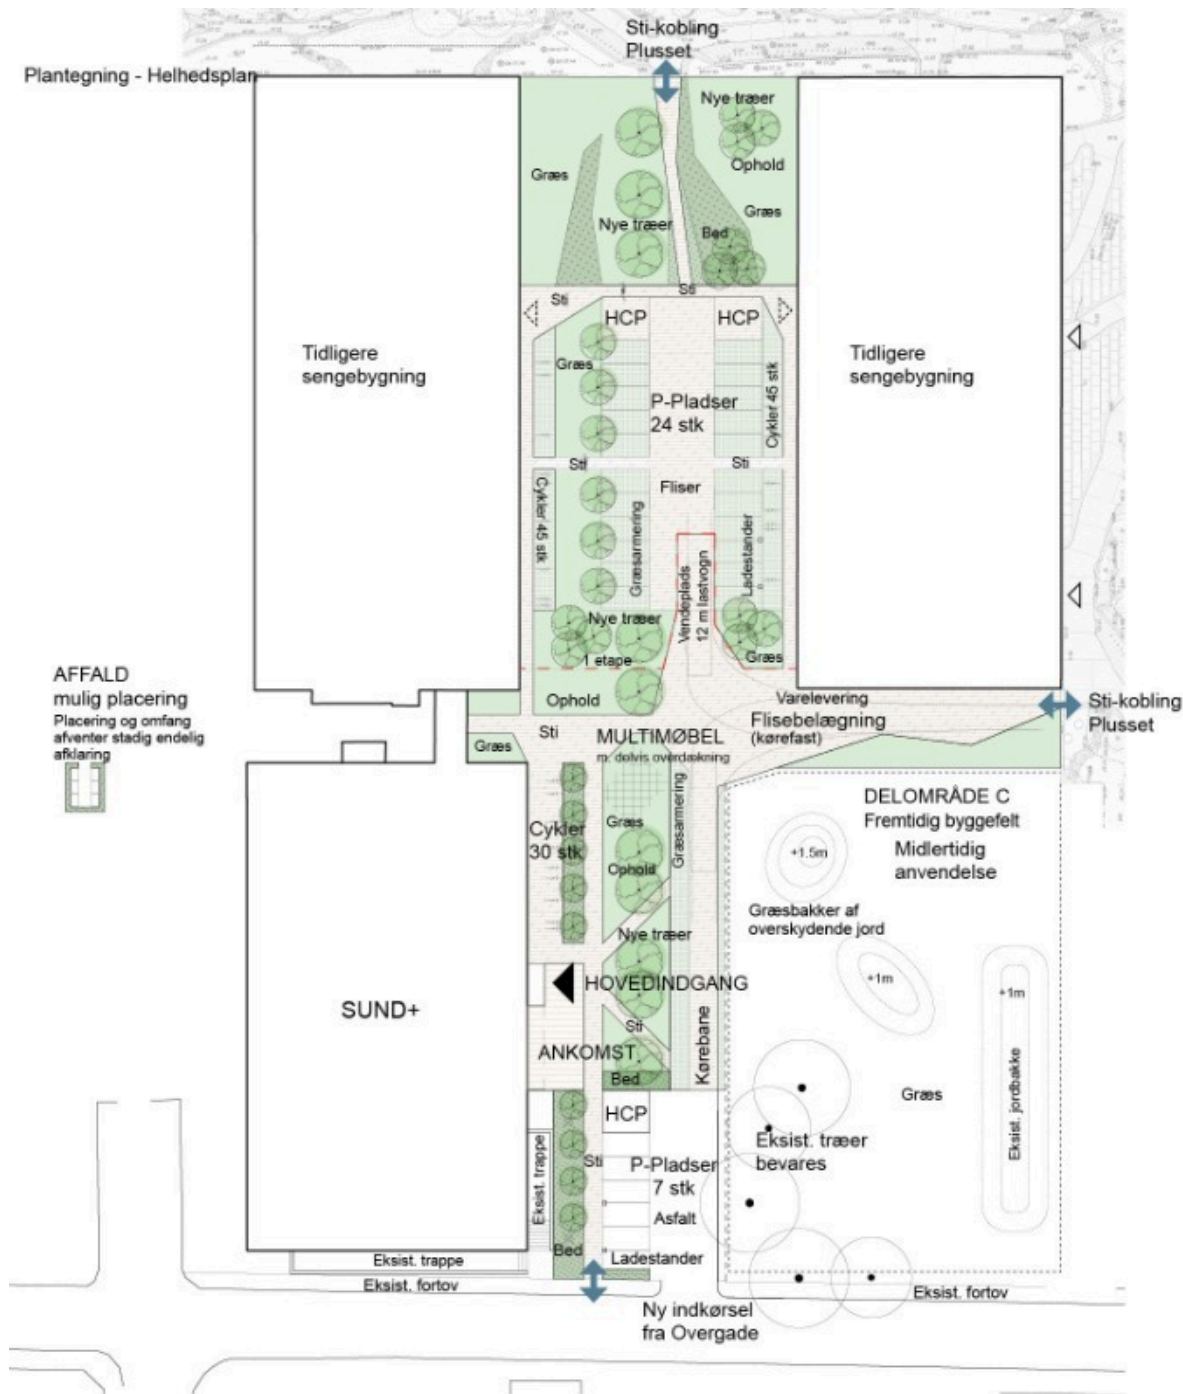 Sti-kobling
Plusset
Plantegning - Helhedsplan
Nye træer
Ophold
Græs
Græs
Nye træer
Bed
Sti
Sti
HCP
HCP
Tidligere
sengebygning
Græs
Tidligere
sengebygning
P-Pladser
24 stk
Cykler 45 stk
Sti
Sti
Fliser
Cykler 45 stk
Græsarmering
Ladestander
Vendeplads
12 m lastvogn
Nye træer
1 etape
Græs
AFFALD
mulig placering
Placering og omfang
afventer stadig endelig
afklaring
Ophold
Varelevering
Sti-kobling
Plusset
Flisebelægning
(kørefast)
Sti
MULTIMØBEL
m. delvis overdækning
Græs
Græsarmering
DELOMRÅDE C
Fremtidig byggefelt
Midlertidig
anvendelse
+1.5m
Cykler
30 stk
Græs
Ophold
Græsbakker af
overskydende jord
Nye træer
+1m
+1m
HOVEDINDGANG
SUND+
Sti
ANKOMST
Kørebane
Bed
Græs
Eksist. jordbakke
HCP
Eksist. træer
bevares
Eksist. trappe
Sti
P-Pladser
7 stk
Asfalt
Bed
Ladestander
Eksist. trappe
Eksist. fortov
Eksist. fortov
Ny indkørsel
fra Overgade